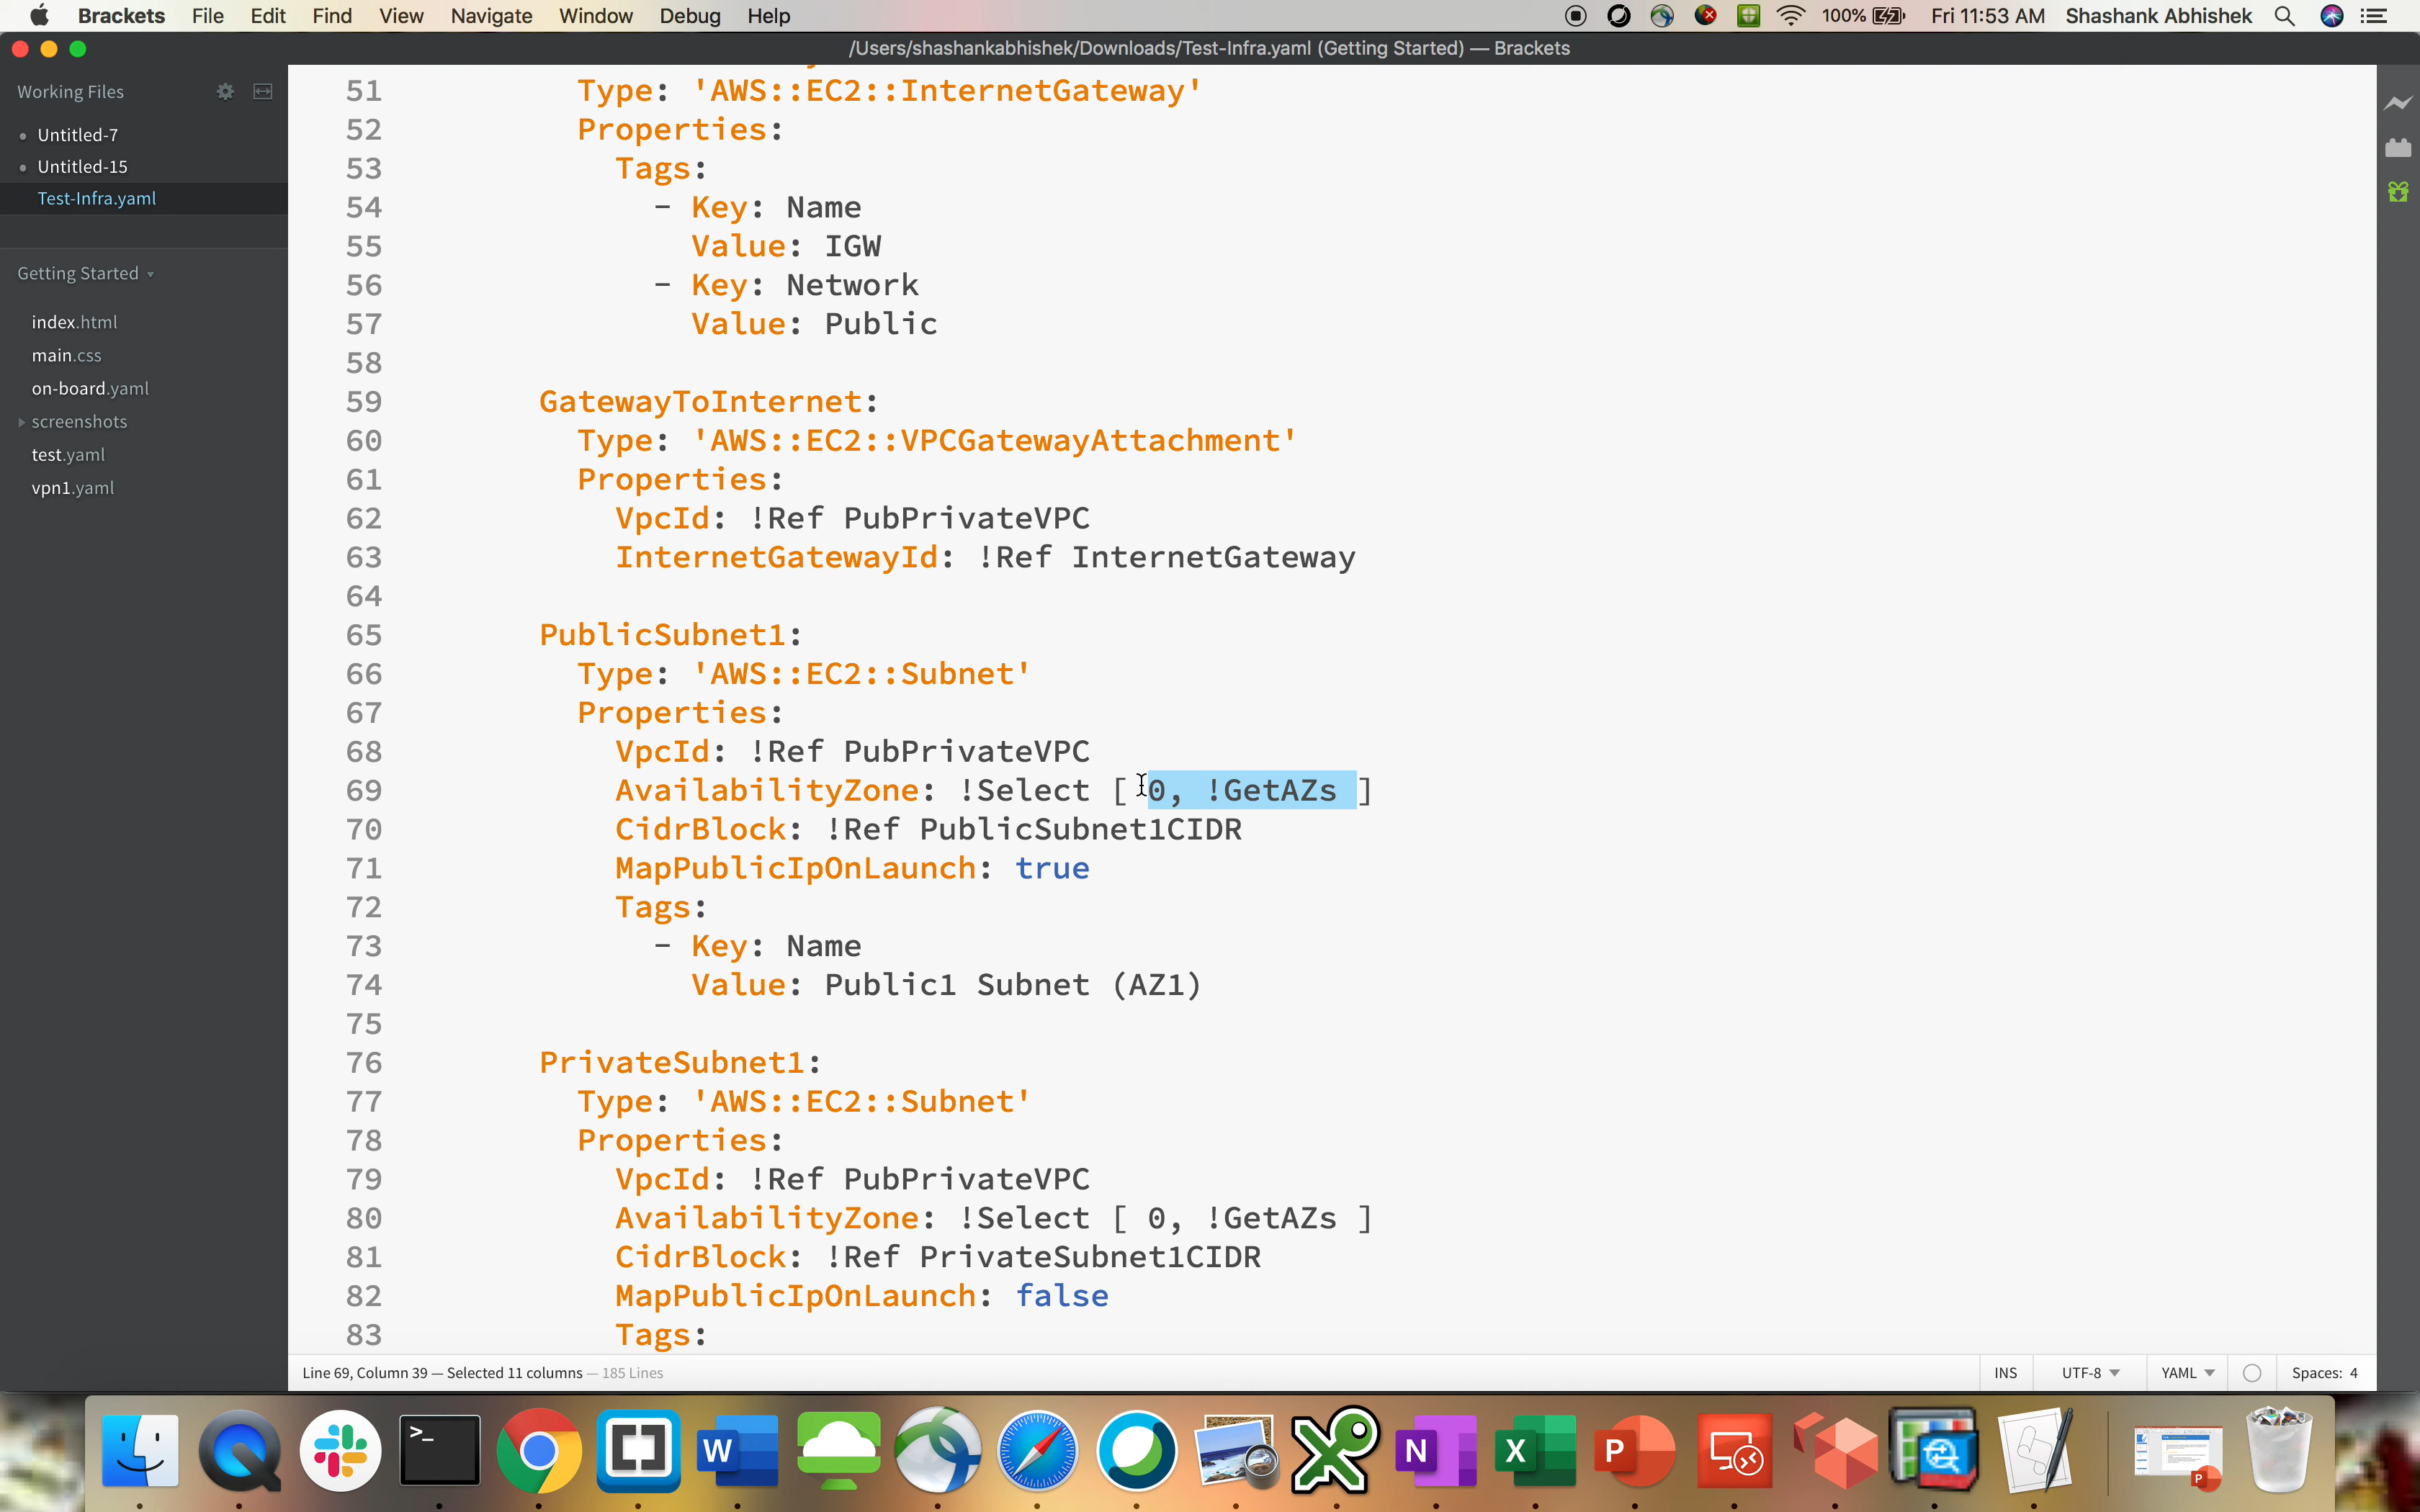 Brackets File Edit Find View Navigate Window Debug Help 100% Fri 11:53 AM Shashank Abhishek
/Users/shashankabhishek/Downloads/Test-Infra.yaml (Getting Started) — Brackets
Working Files
Untitled-7
Untitled-15
Test-Infra.yaml
Getting Started
index.html
main.css
on-board.yaml
screenshots
test.yaml
vpn1.yaml
51 Type: 'AWS::EC2::InternetGateway'
52 Properties:
53 Tags:
54 - Key: Name
55 Value: IGW
56 - Key: Network
57 Value: Public
58
59 GatewayToInternet:
60 Type: 'AWS::EC2::VPCGatewayAttachment'
61 Properties:
62 VpcId: !Ref PubPrivateVPC
63 InternetGatewayId: !Ref InternetGateway
64
65 PublicSubnet1:
66 Type: 'AWS::EC2::Subnet'
67 Properties:
68 VpcId: !Ref PubPrivateVPC
69 AvailabilityZone: !Select [ 0, !GetAZs ]
70 CidrBlock: !Ref PublicSubnet1CIDR
71 MapPublicIpOnLaunch: true
72 Tags:
73 - Key: Name
74 Value: Public1 Subnet (AZ1)
75
76 PrivateSubnet1:
77 Type: 'AWS::EC2::Subnet'
78 Properties:
79 VpcId: !Ref PubPrivateVPC
80 AvailabilityZone: !Select [ 0, !GetAZs ]
81 CidrBlock: !Ref PrivateSubnet1CIDR
82 MapPublicIpOnLaunch: false
83 Tags:
Line 69, Column 39 — Selected 11 columns — 185 Lines INS UTF-8 YAML Spaces: 4
>_ W N X P P